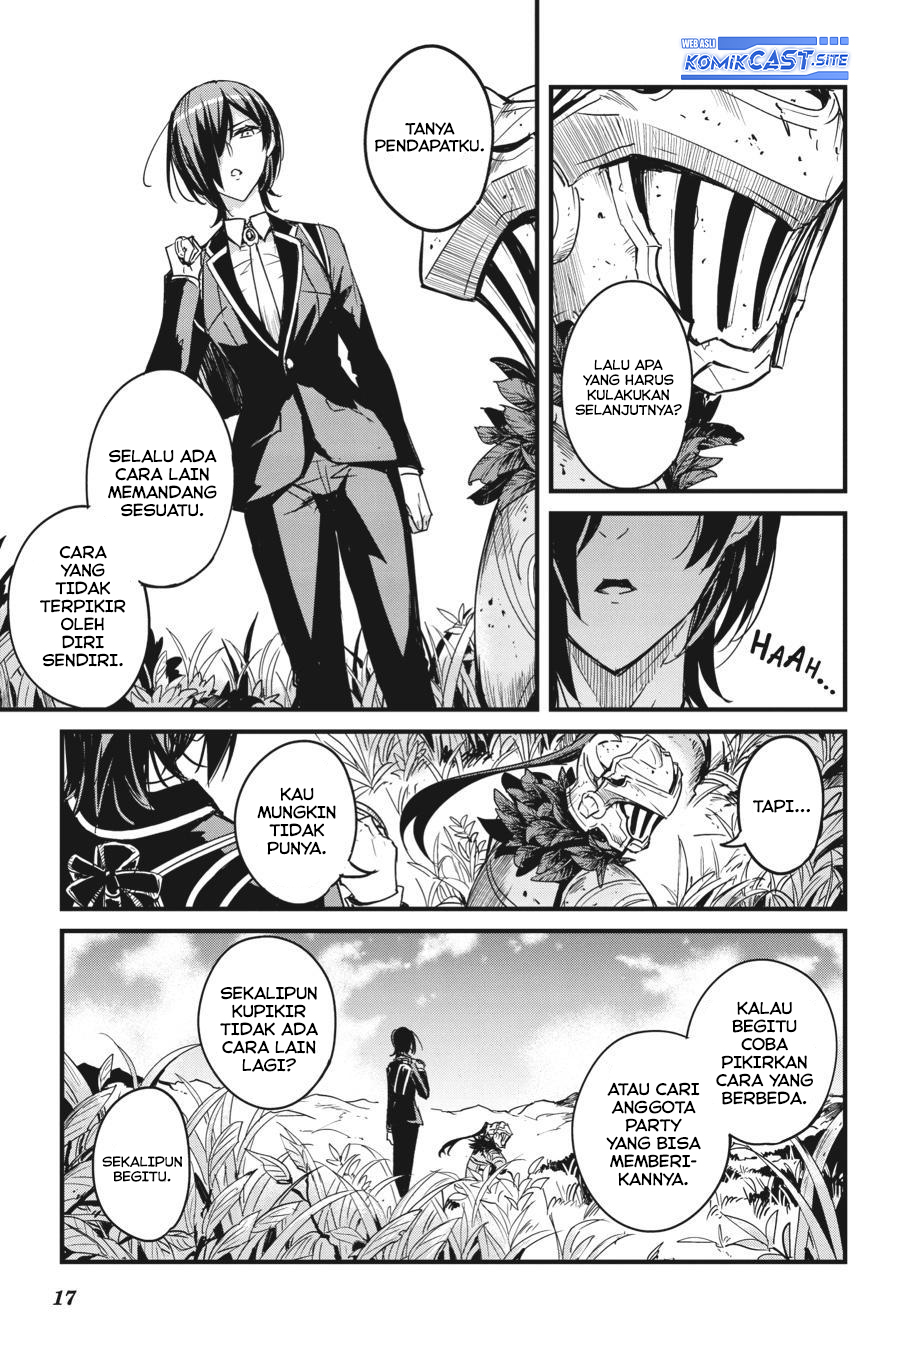 WEB ASLI
KOMIKCAST.SITE
LALU APA
YANG HARUS
KULAKUKAN
SELANJUTNYA?
TANYA
PENDAPATKU.
SELALU ADA
CARA LAIN
MEMANDANG
SESUATU.
CARA
YANG
TIDAK
TERPIKIR
OLEH
DIRI
SENDIRI.
HAAH...
TAPI...
KAU
MUNGKIN
TIDAK
PUNYA.
KALAU
BEGITU
COBA
PIKIRKAN
CARA YANG
BERBEDA.
ATAU CARI
ANGGOTA
PARTY
YANG BISA
MEMBERI-
KANNYA.
SEKALIPUN
KUPIKIR
TIDAK ADA
CARA LAIN
LAGI?
SEKALIPUN
BEGITU.
17